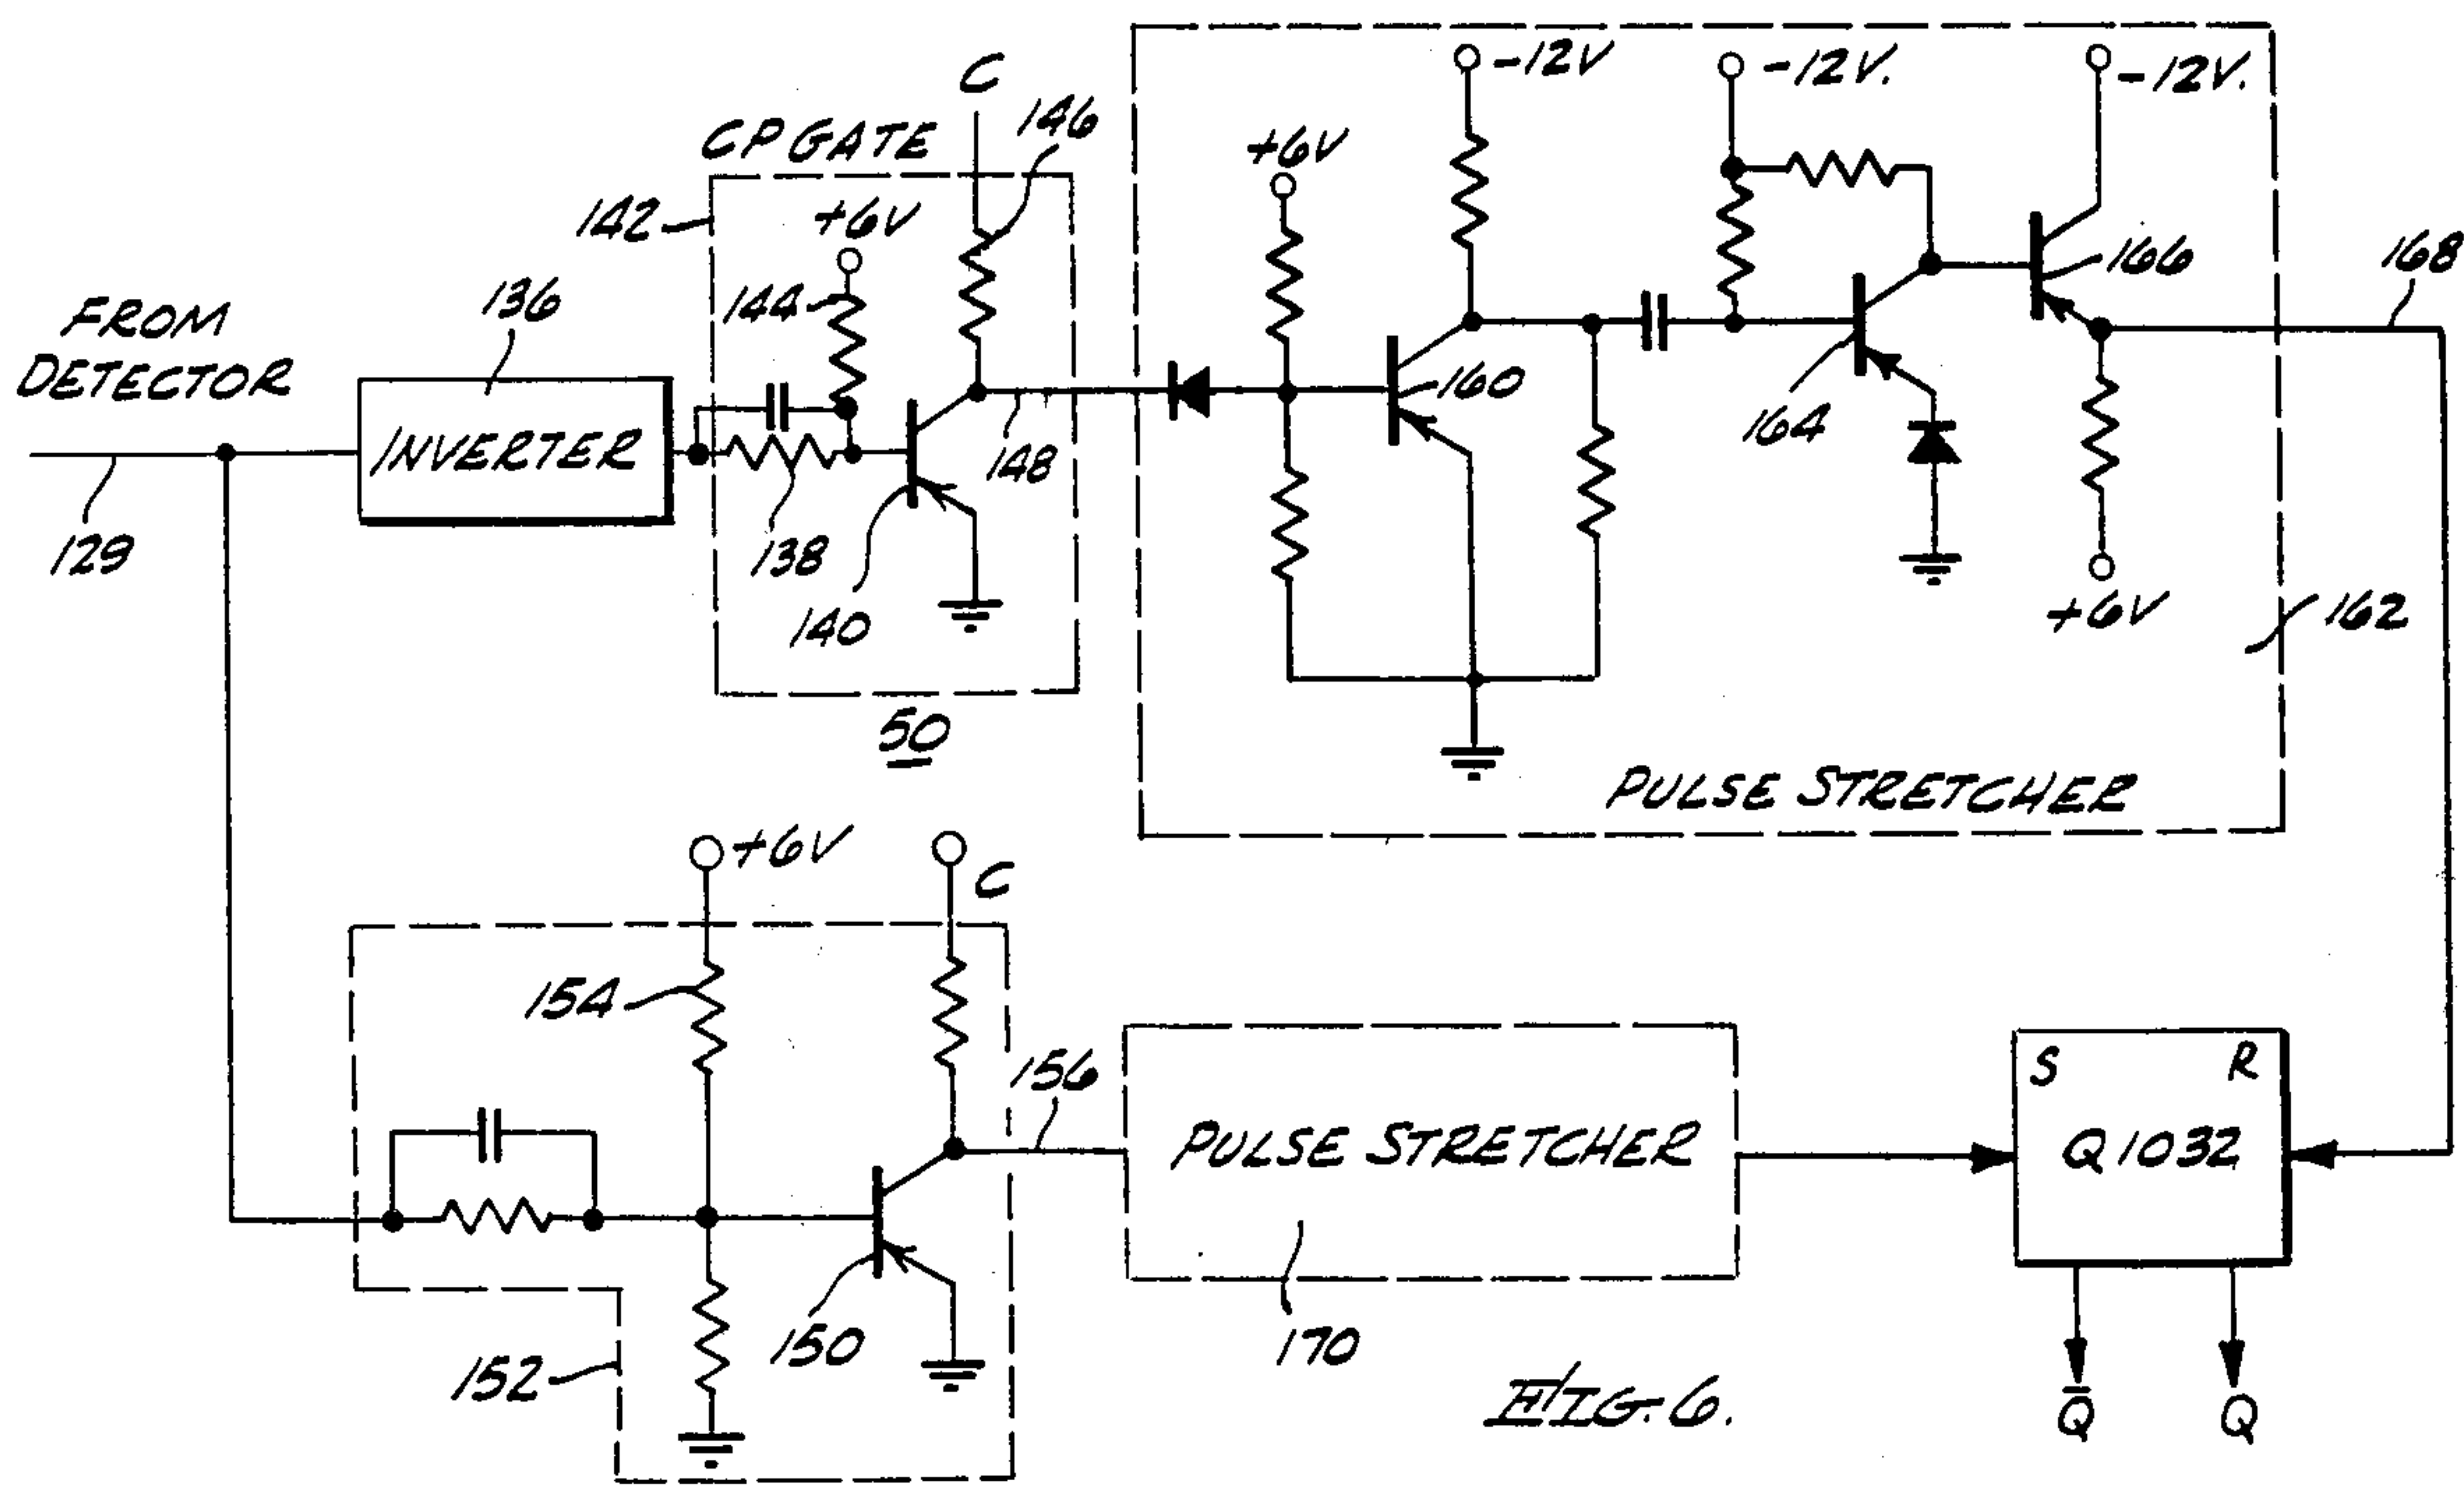 C
-12V
-12V.
-12V.
CP GATE
146
+6V
142
+6V
166
168
136
144
FROM
DETECTOR
160
164
INVERTER
148
129
138
140
+6V
162
50
PULSE STRETCHER
+6V
C
154
156
S R
PULSE STRETCHER
Q1032
150
170
152
FIG. 6.
Q̅
Q